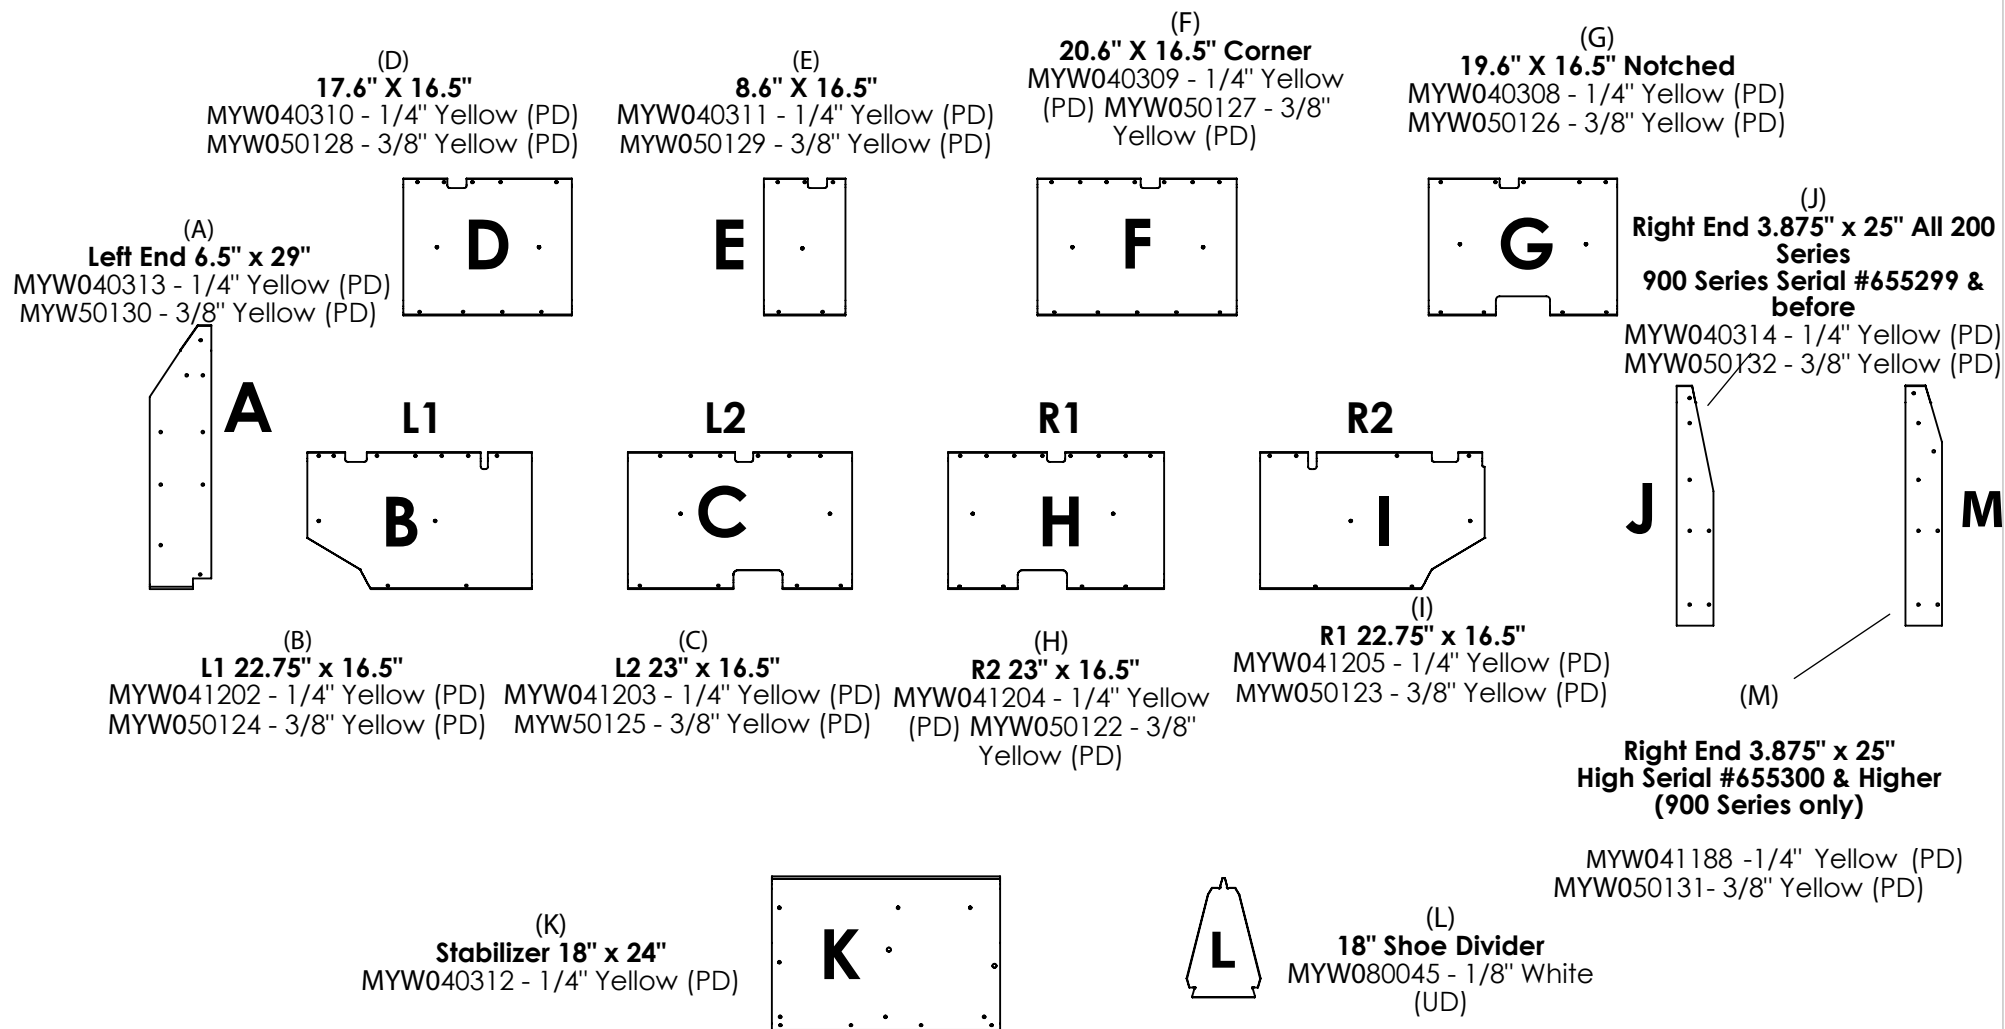 (D)
17.6" X 16.5"
MYW040310 - 1/4" Yellow (PD)
MYW050128 - 3/8" Yellow (PD)
(E)
8.6" X 16.5"
MYW040311 - 1/4" Yellow (PD)
MYW050129 - 3/8" Yellow (PD)
(F)
20.6" X 16.5" Corner
MYW040309 - 1/4" Yellow
(PD) MYW050127 - 3/8"
Yellow (PD)
(G)
19.6" X 16.5" Notched
MYW040308 - 1/4" Yellow (PD)
MYW050126 - 3/8" Yellow (PD)
(A)
Left End 6.5" x 29"
MYW040313 - 1/4" Yellow (PD)
MYW50130 - 3/8" Yellow (PD)
D
E
F
G
(J)
Right End 3.875" x 25" All 200
Series
900 Series Serial #655299 &
before
MYW040314 - 1/4" Yellow (PD)
MYW050132 - 3/8" Yellow (PD)
A
L1
L2
R1
R2
B
C
H
I
J
M
(B)
L1 22.75" x 16.5"
MYW041202 - 1/4" Yellow (PD)
MYW050124 - 3/8" Yellow (PD)
(C)
L2 23" x 16.5"
MYW041203 - 1/4" Yellow (PD)
MYW50125 - 3/8" Yellow (PD)
(H)
R2 23" x 16.5"
MYW041204 - 1/4" Yellow
(PD) MYW050122 - 3/8"
Yellow (PD)
(I)
R1 22.75" x 16.5"
MYW041205 - 1/4" Yellow (PD)
MYW050123 - 3/8" Yellow (PD)
(M)
Right End 3.875" x 25"
High Serial #655300 & Higher
(900 Series only)
MYW041188 -1/4" Yellow (PD)
MYW050131- 3/8" Yellow (PD)
(K)
Stabilizer 18" x 24"
MYW040312 - 1/4" Yellow (PD)
K
L
(L)
18" Shoe Divider
MYW080045 - 1/8" White
(UD)